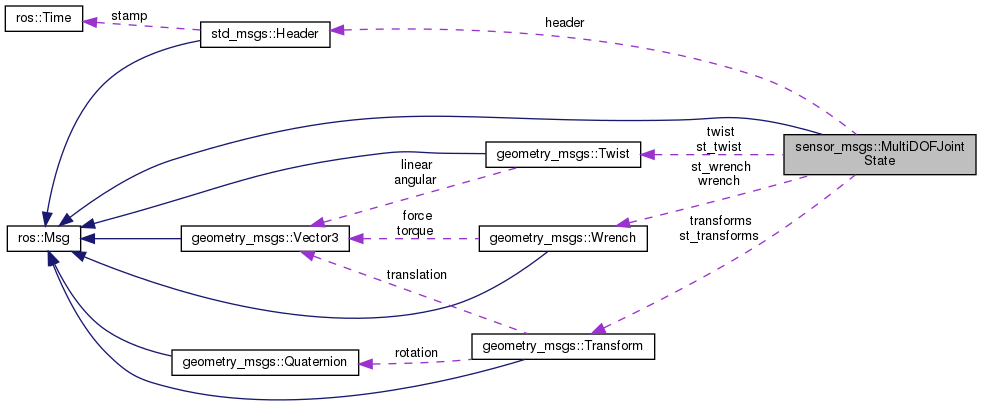 ros::Time
stamp
std_msgs::Header
header
twist
st_twist
sensor_msgs::MultiDOFJoint
State
geometry_msgs::Twist
linear
angular
st_wrench
wrench
force
torque
transforms
st_transforms
ros::Msg
geometry_msgs::Vector3
geometry_msgs::Wrench
translation
geometry_msgs::Transform
rotation
geometry_msgs::Quaternion